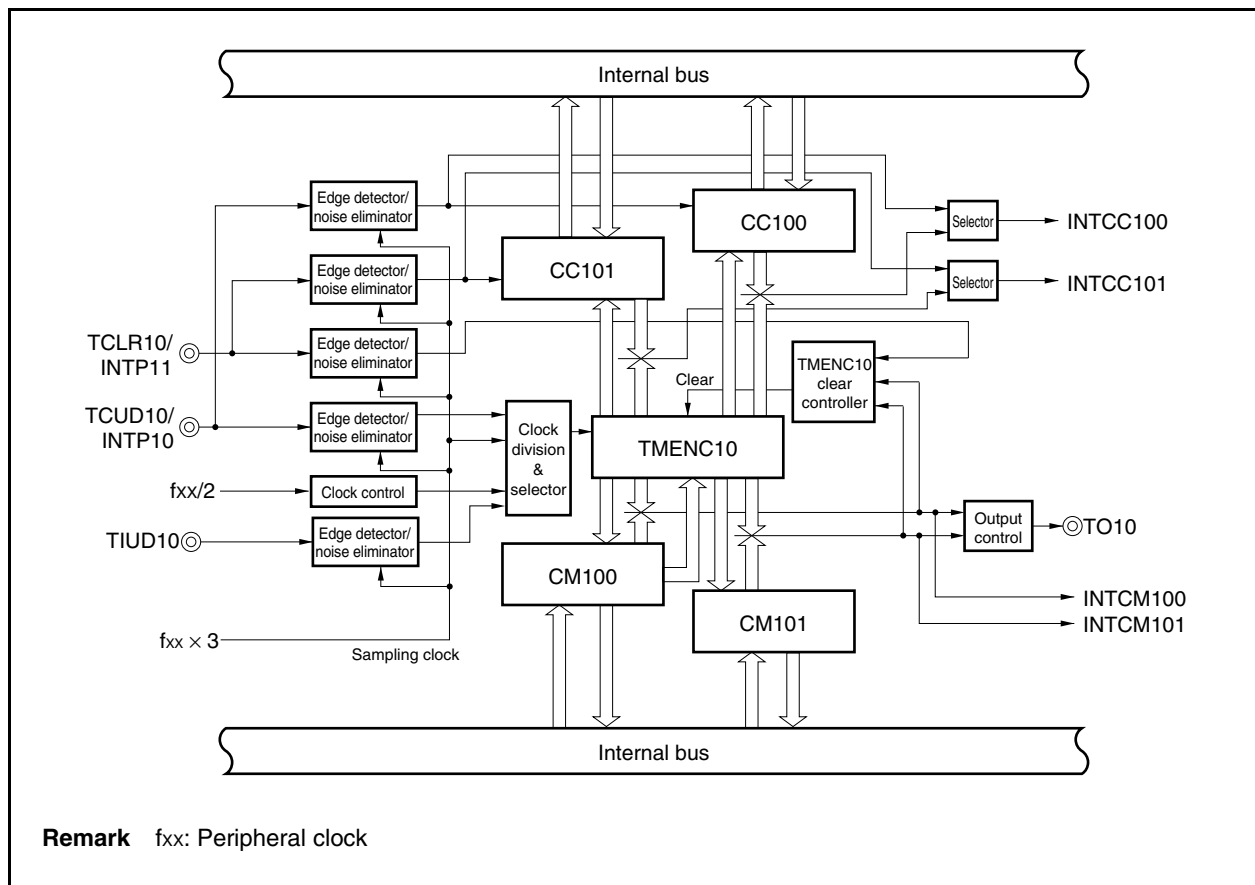 Internal bus
Edge detector/
noise eliminator
CC100
Selector
INTCC100
Edge detector/
noise eliminator
CC101
Selector
INTCC101
TCLR10/
INTP11
Edge detector/
noise eliminator
TMENC10
clear
controller
Clear
TCUD10/
INTP10
Edge detector/
noise eliminator
Clock
division
&
selector
TMENC10
fxx/2
Clock control
TIUD10
Edge detector/
noise eliminator
Output
control
TO10
CM100
CM101
INTCM100
INTCM101
fxx × 3
Sampling clock
Internal bus
Remark fxx: Peripheral clock